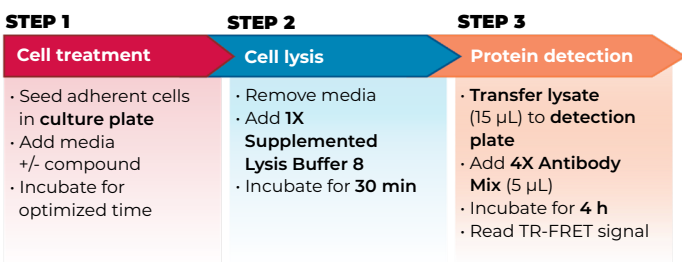 STEP 1
Cell treatment
· Seed adherent cells
in culture plate
· Add media
+/- compound
· Incubate for
optimized time
STEP 2
Cell lysis
· Remove media
· Add 1X
Supplemented
Lysis Buffer 8
· Incubate for 30 min
STEP 3
Protein detection
· Transfer lysate
(15 µL) to detection
plate
· Add 4X Antibody
Mix (5 µL)
· Incubate for 4 h
· Read TR-FRET signal